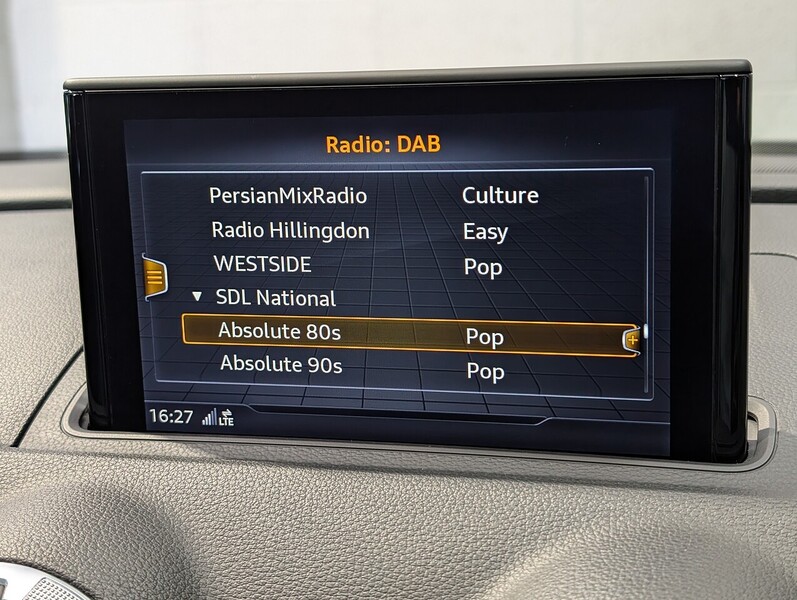 Radio: DAB
PersianMixRadio Culture
Radio Hillingdon Easy
WESTSIDE Pop
▼ SDL National
Absolute 80s Pop
Absolute 90s Pop
16:27 LTE